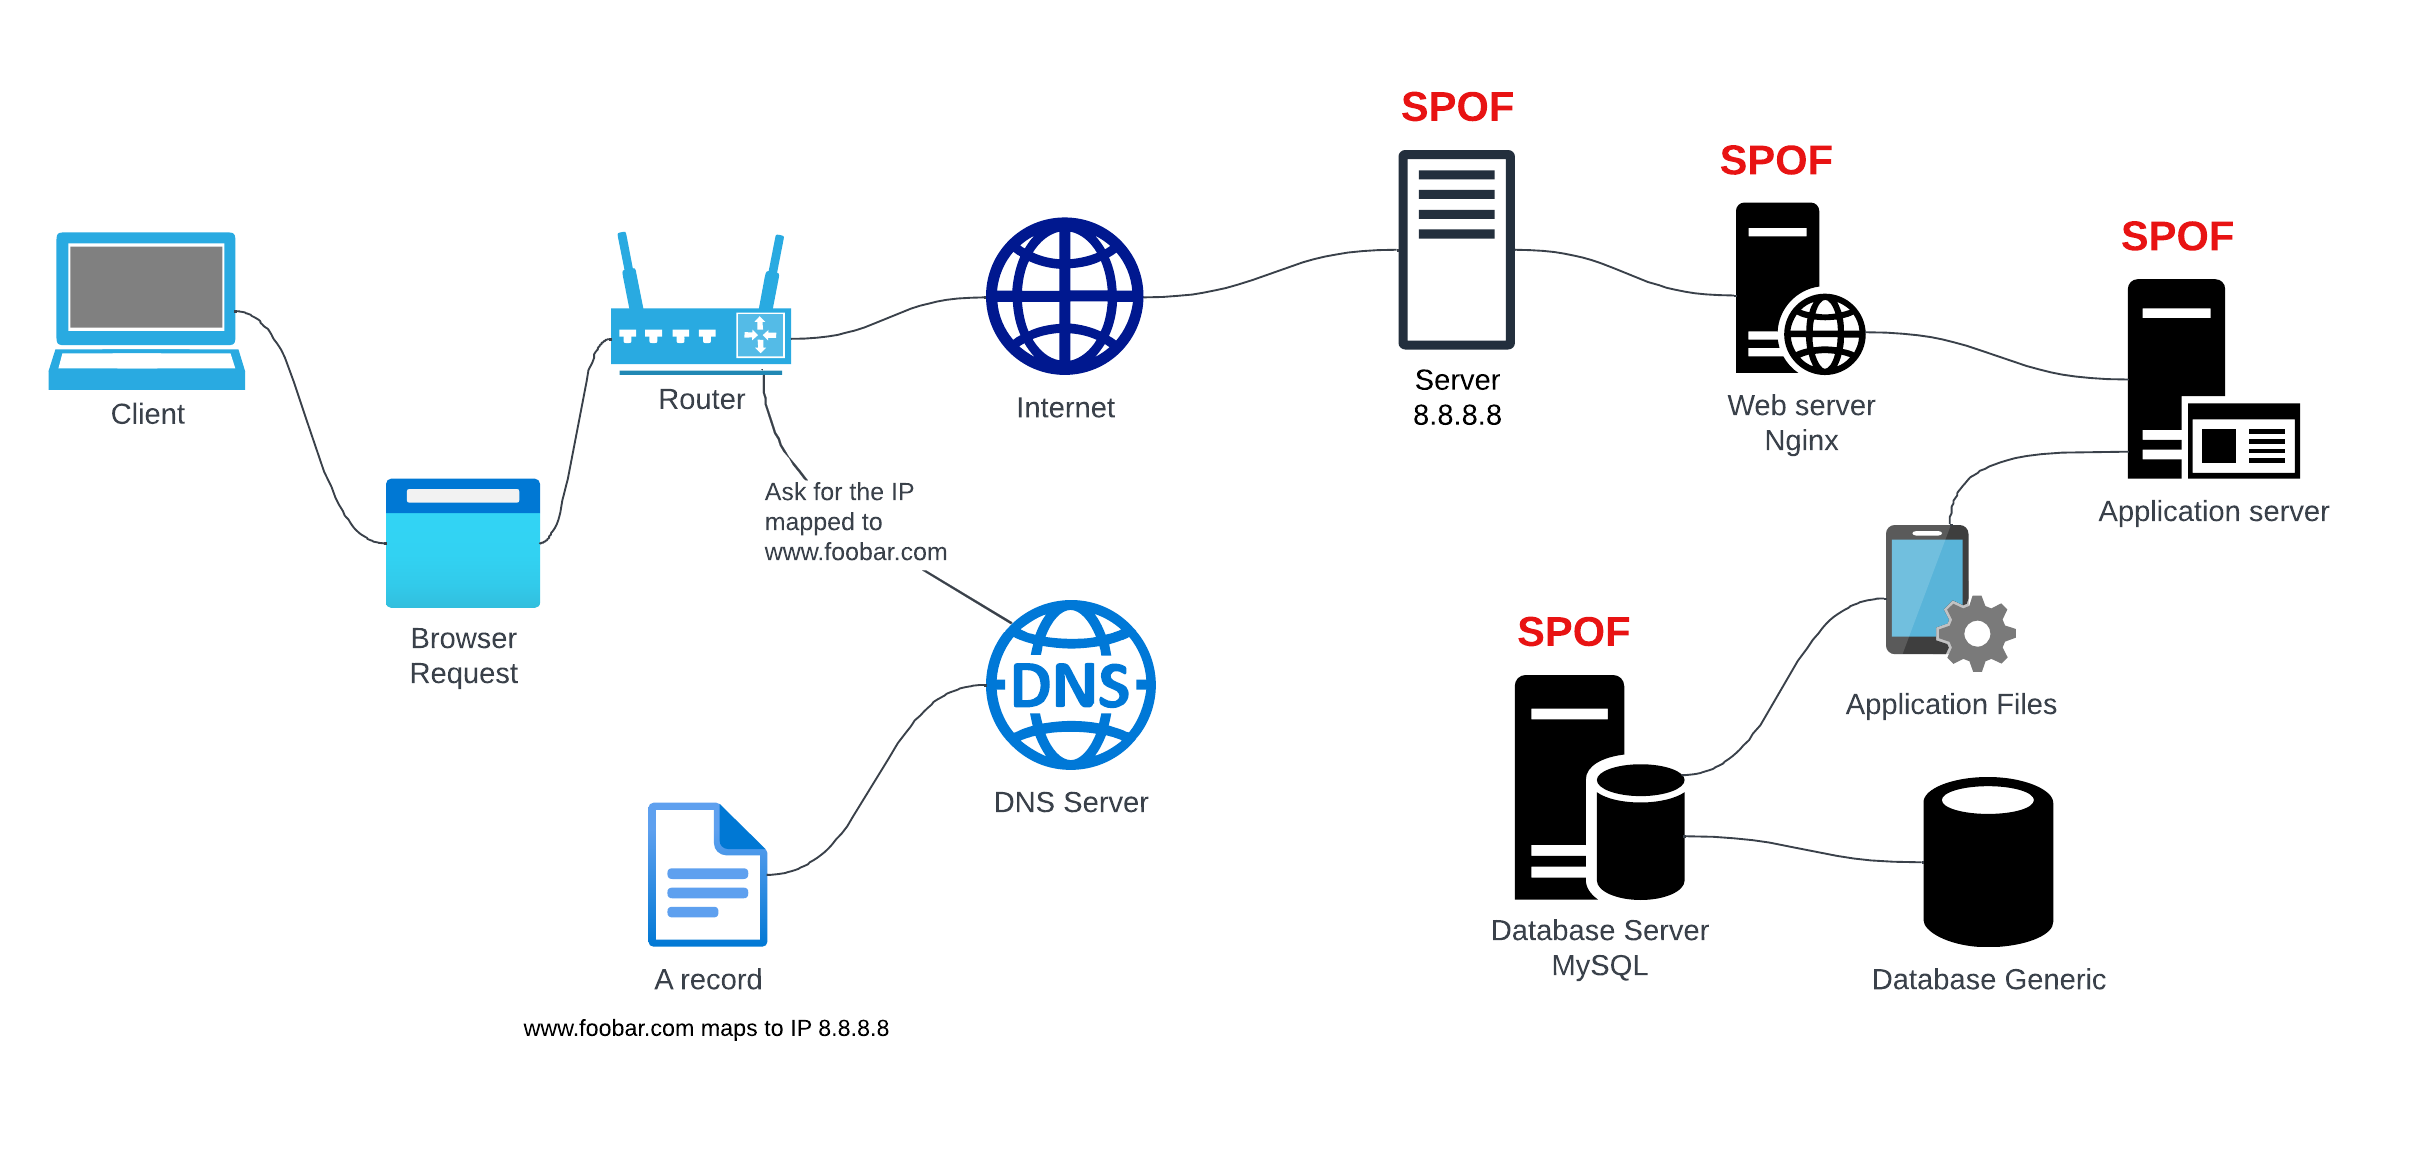 SPOF
SPOF
SPOF
Client
Router
Internet
Server
8.8.8.8
Web server
Nginx
Application server
Ask for the IP
mapped to
www.foobar.com
Browser
Request
SPOF
DNS
Application Files
DNS Server
Database Server
MySQL
A record
Database Generic
www.foobar.com maps to IP 8.8.8.8